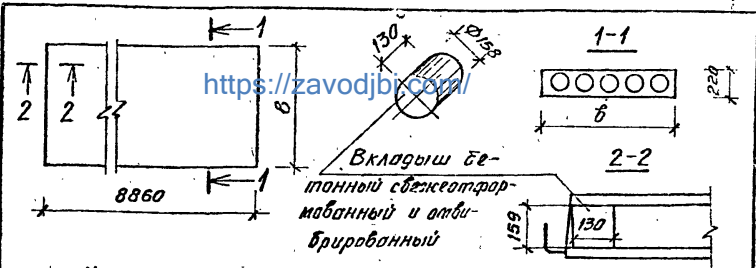 1
130
Ø158
1-1
2
2
https://zavodjbi.com/
в
220
в
1
8860
Вкладыш бе-
тонный свежеотфор-
мованный и отви-
брированный
2-2
159
130